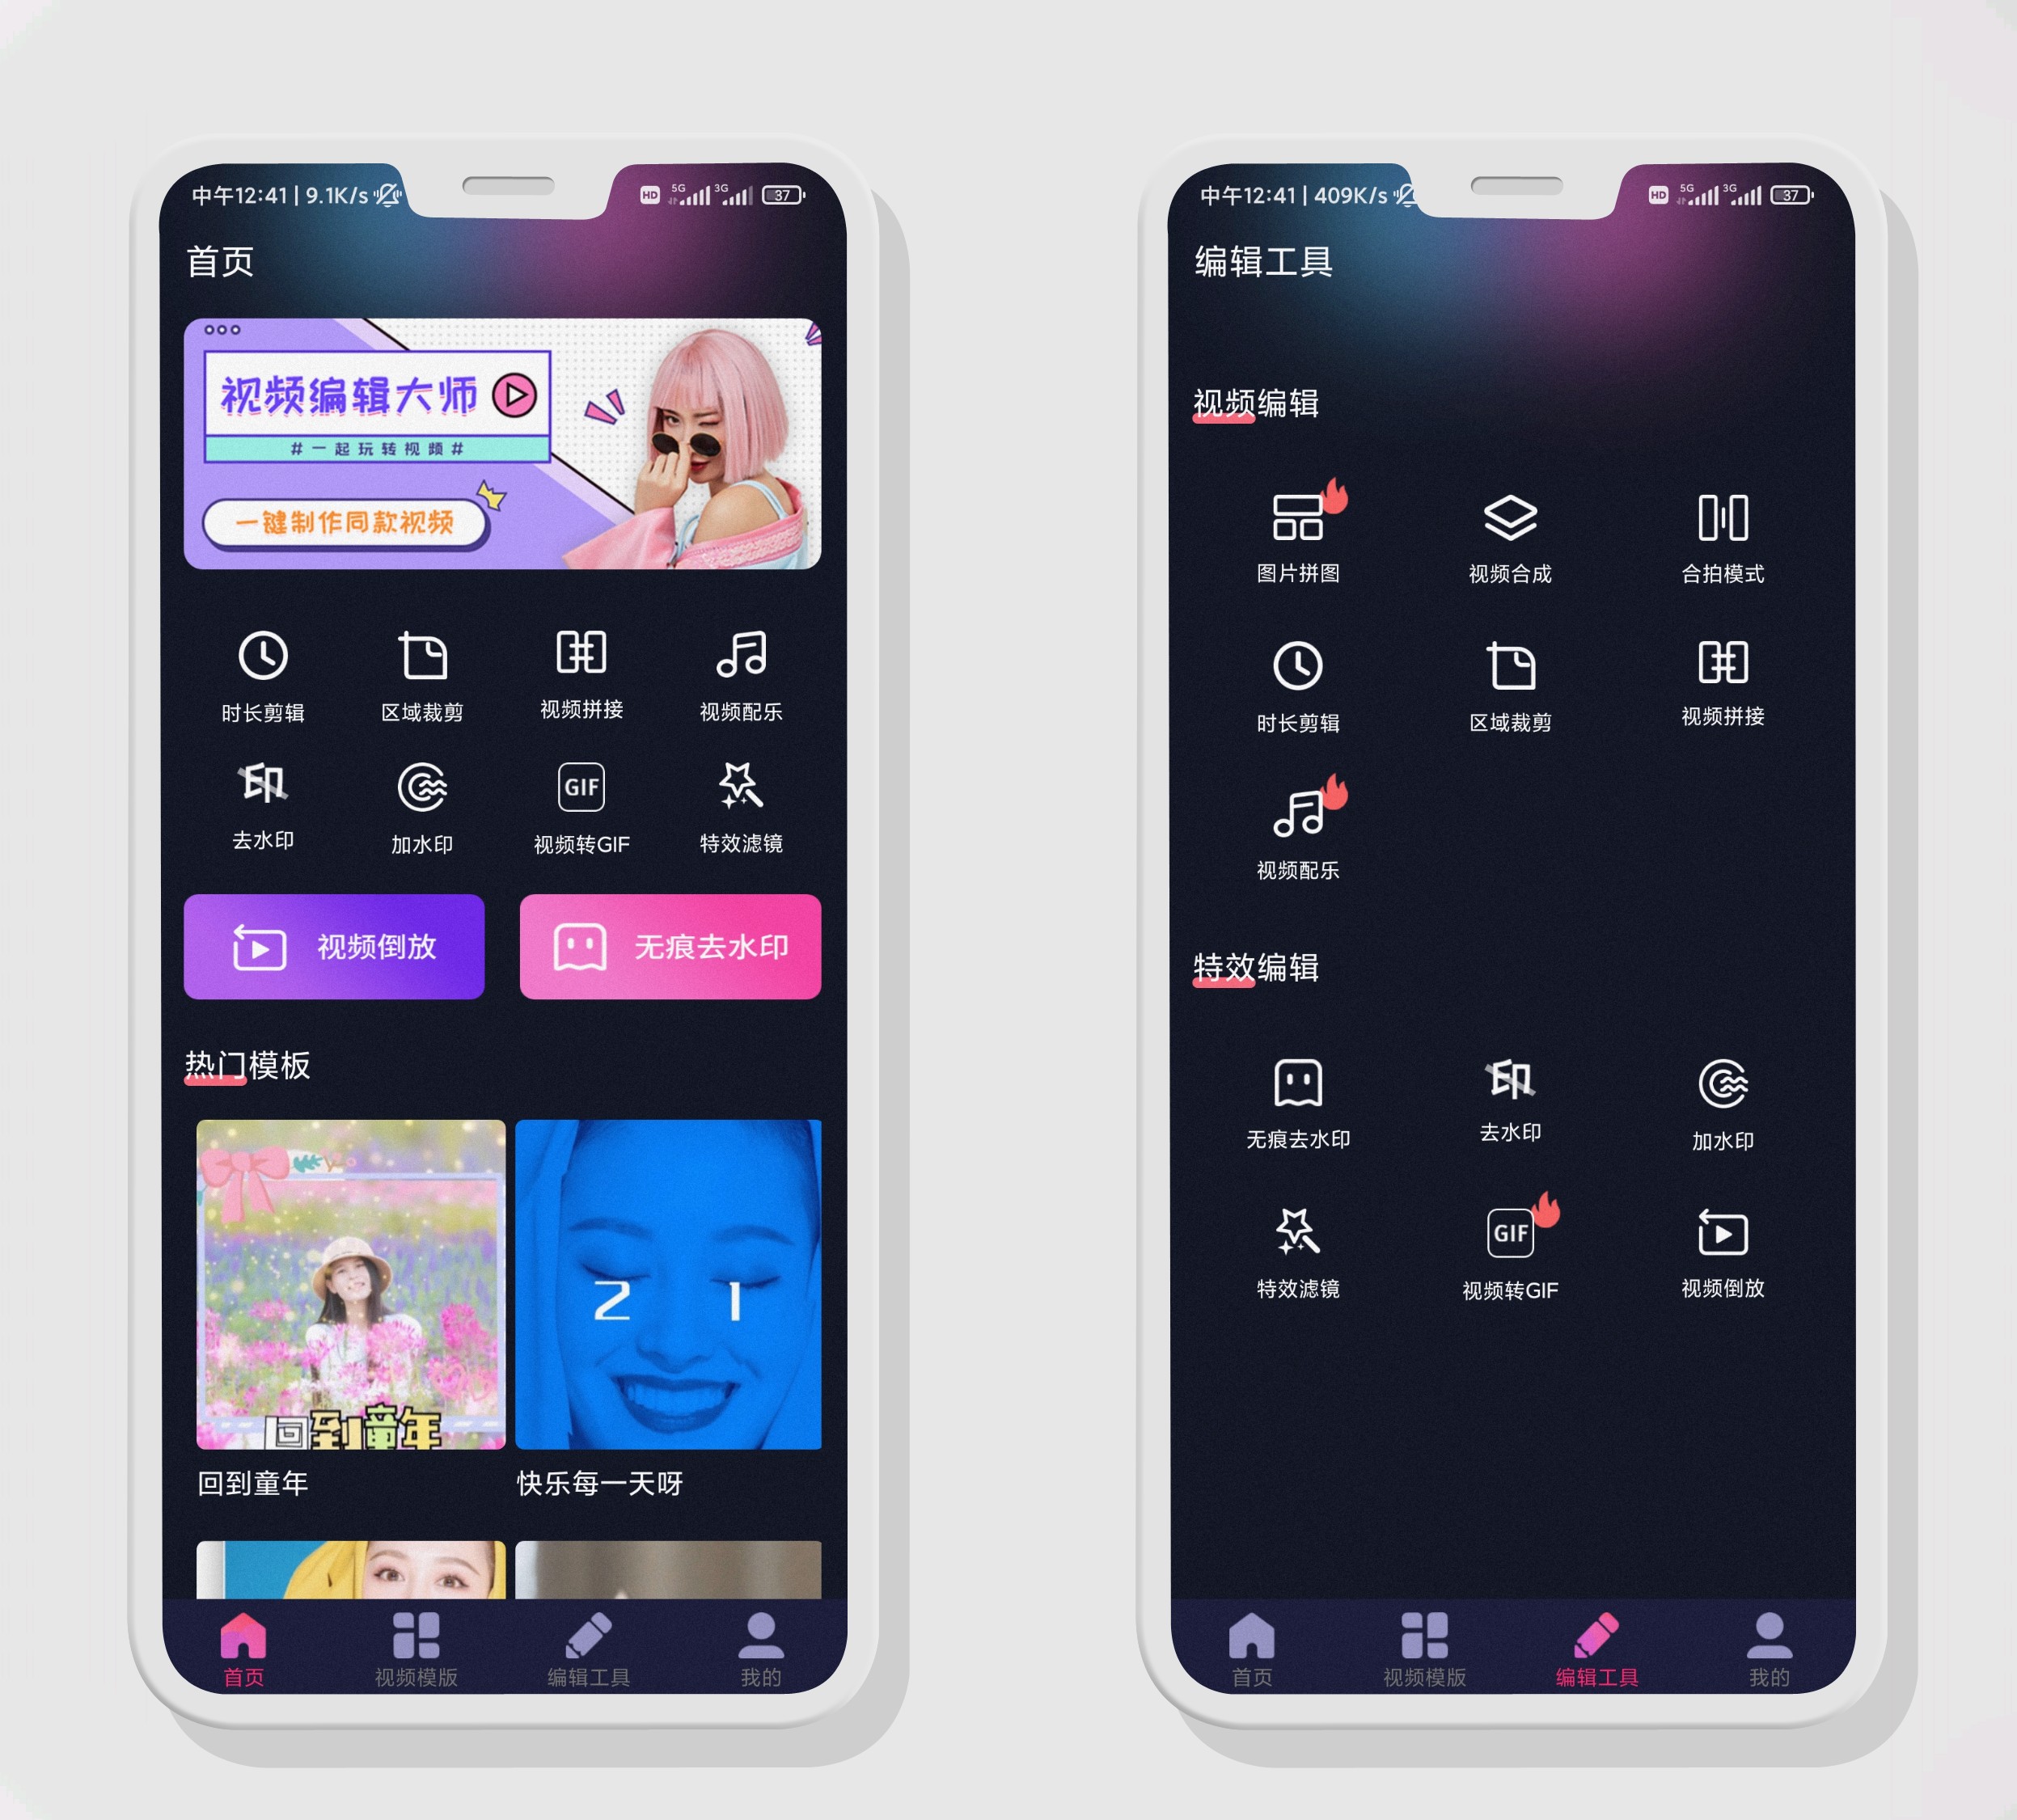 中午12:41 | 9.1K/s
HD 5G 3G 37
首页
视频编辑大师
#一起玩转视频#
一键制作同款视频
时长剪辑
区域裁剪
视频拼接
视频配乐
印
GIF
去水印
加水印
视频转GIF
特效滤镜
视频倒放
无痕去水印
热门模板
2 1
回到童年
回到童年
快乐每一天呀
首页
视频模版
编辑工具
我的
中午12:41 | 409K/s
HD 5G 3G 37
编辑工具
视频编辑
图片拼图
视频合成
合拍模式
时长剪辑
区域裁剪
视频拼接
视频配乐
特效编辑
印
无痕去水印
去水印
加水印
GIF
特效滤镜
视频转GIF
视频倒放
首页
视频模版
编辑工具
我的